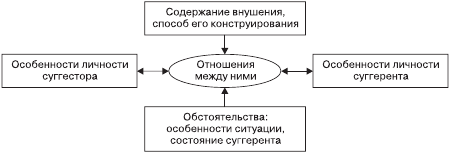 Содержание внушения,
способ его конструирования
Особенности личности
суггестора
Отношения
между ними
Особенности личности
суггерента
Обстоятельства:
особенности ситуации,
состояние суггерента